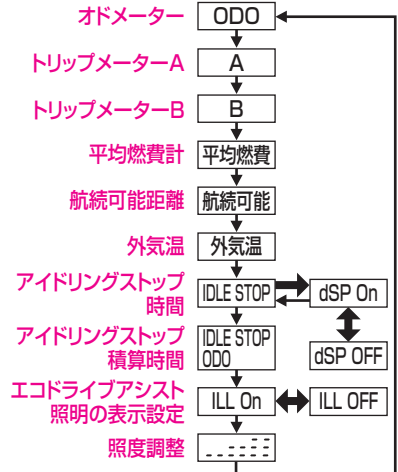 オドメーター ODO
トリップメーターA A
トリップメーターB B
平均燃費計 平均燃費
航続可能距離 航続可能
外気温 外気温
アイドリングストップ
時間 IDLE STOP dSP On
アイドリングストップ
積算時間 IDLE STOP
ODO dSP OFF
エコドライブアシスト
照明の表示設定 ILL On ILL OFF
照度調整